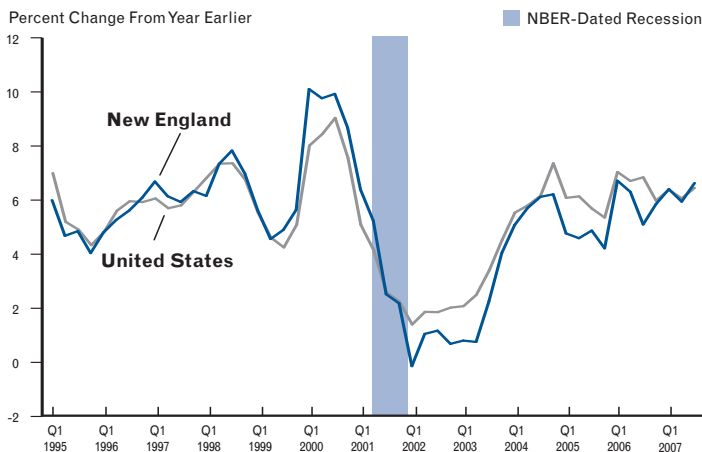 Percent Change From Year Earlier
NBER-Dated Recession
12
10
8
6
4
2
0
-2
New England
United States
Q1 Q1 Q1 Q1 Q1 Q1 Q1 Q1 Q1 Q1 Q1 Q1 Q1
1995 1996 1997 1998 1999 2000 2001 2002 2003 2004 2005 2006 2007